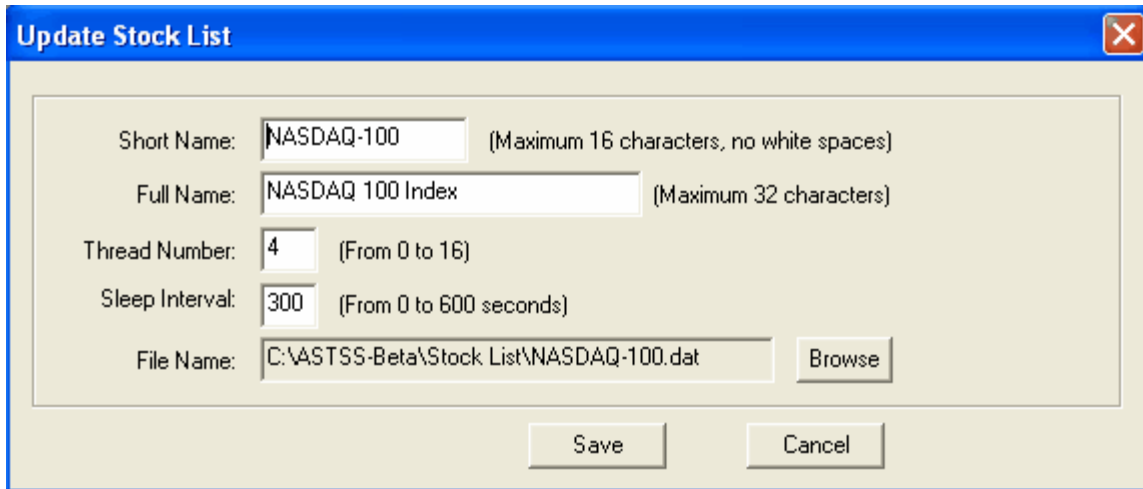 Update Stock List
Short Name: NASDAQ-100 (Maximum 16 characters, no white spaces)
Full Name: NASDAQ 100 Index (Maximum 32 characters)
Thread Number: 4 (From 0 to 16)
Sleep Interval: 300 (From 0 to 600 seconds)
File Name: C:\ASTSS-Beta\Stock List\NASDAQ-100.dat Browse
Save Cancel